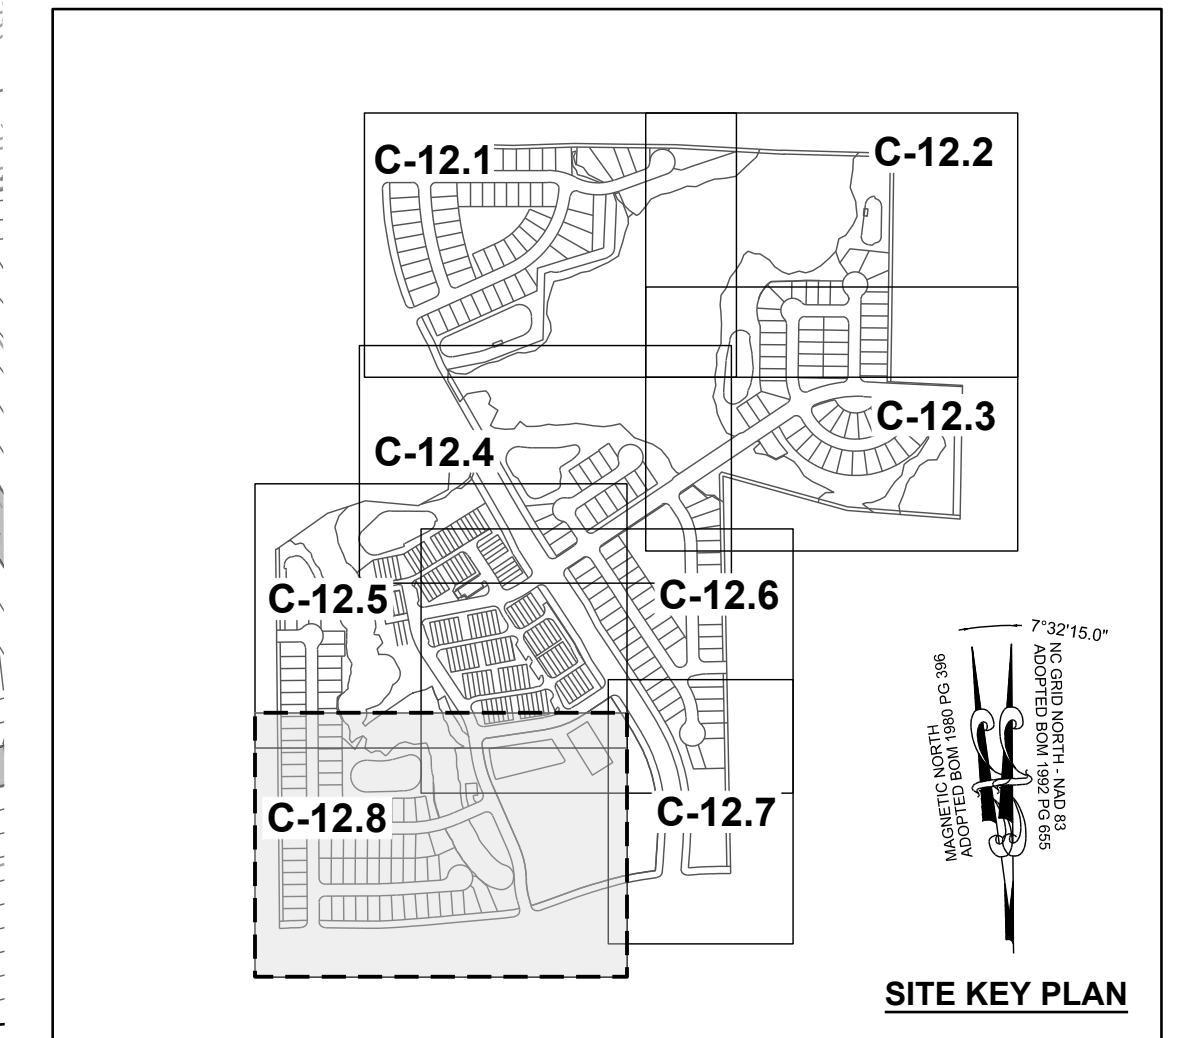 C-12.1
C-12.2
C-12.3
C-12.4
C-12.5
C-12.6
C-12.7
C-12.8
7°32'15.0"
MAGNETIC NORTH
ADOPTED BOM 1980 PG 396
NC GRID NORTH - NAD 83
ADOPTED BOM 1992 PG 655
SITE KEY PLAN